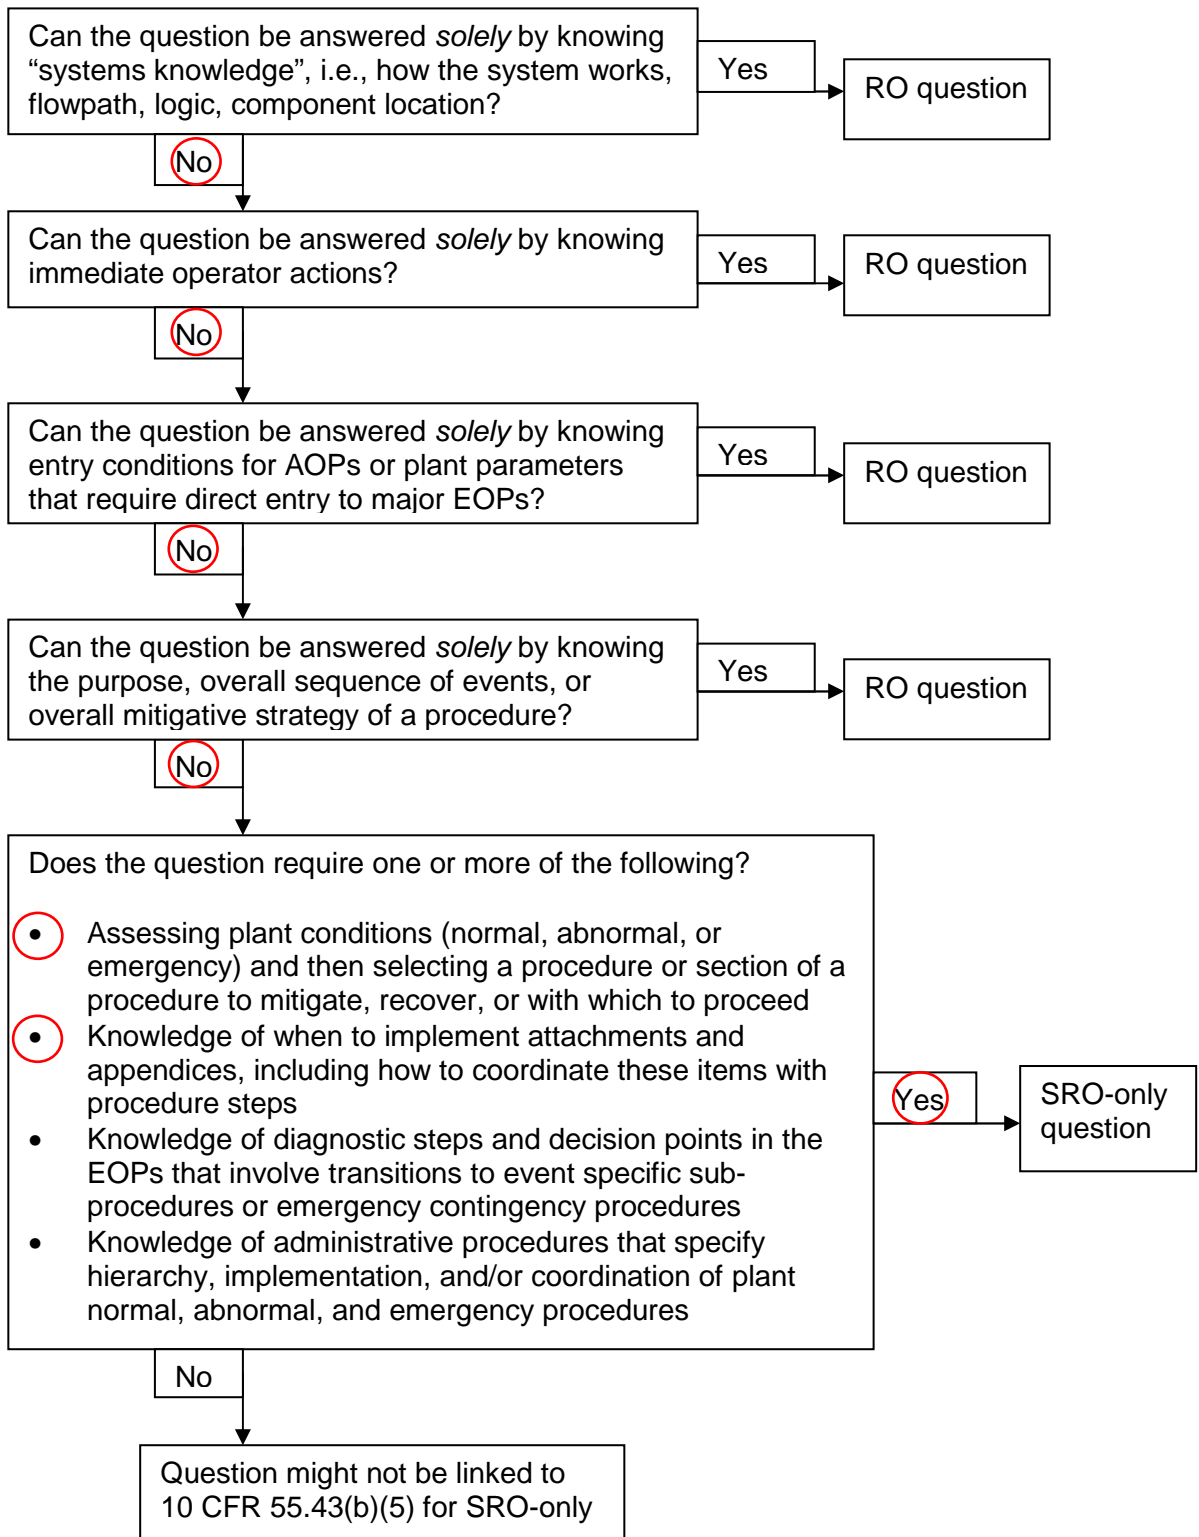 Can the question be answered solely by knowing
“systems knowledge”, i.e., how the system works,
flowpath, logic, component location?
Yes
RO question
No
Can the question be answered solely by knowing
immediate operator actions?
Yes
RO question
No
Can the question be answered solely by knowing
entry conditions for AOPs or plant parameters
that require direct entry to major EOPs?
Yes
RO question
No
Can the question be answered solely by knowing
the purpose, overall sequence of events, or
overall mitigative strategy of a procedure?
Yes
RO question
No
Does the question require one or more of the following?
• Assessing plant conditions (normal, abnormal, or
emergency) and then selecting a procedure or section of a
procedure to mitigate, recover, or with which to proceed
• Knowledge of when to implement attachments and
appendices, including how to coordinate these items with
procedure steps
• Knowledge of diagnostic steps and decision points in the
EOPs that involve transitions to event specific sub-
procedures or emergency contingency procedures
• Knowledge of administrative procedures that specify
hierarchy, implementation, and/or coordination of plant
normal, abnormal, and emergency procedures
Yes
SRO-only
question
No
Question might not be linked to
10 CFR 55.43(b)(5) for SRO-only